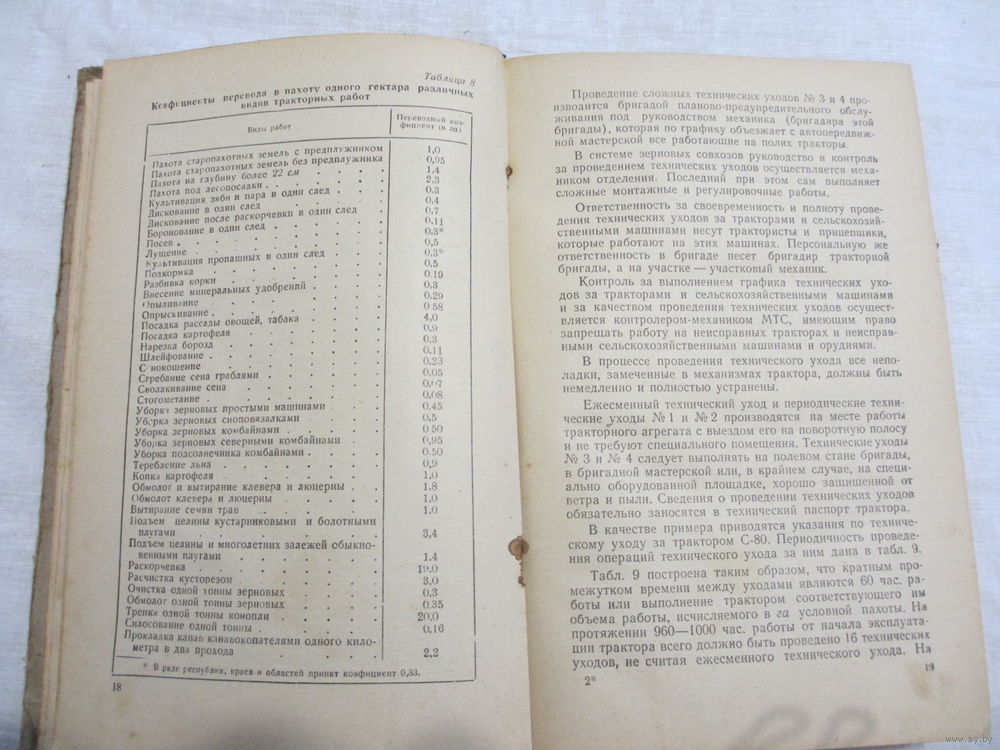 Таблица 8
Коэфициенты перевода в пахоту одного гектара различных
видов тракторных работ
Виды работ
Переводный коэ-
фициент (в га)
Пахота старопахотных земель с предплужником 1,0
Пахота старопахотных земель без предплужника 0,95
Пахота на глубину более 22 см . . . . 1,4
Пахота под лесопосадки . . . . 2,3
Культивация зяби и пара в один след . . . 0.3
Дискование в один след . . . . 0.4
Дискование после раскорчевки в один след . 0.7
Боронование в один след . . . . 0.11
Посев . . . . . . 0.3*
Лущение . . . . . . 0,5
Культивация пропашных в один след . . . 0.3*
Подкормка . . . . . . 0.5
Разбивка корки . . . . . 0.19
Внесение минеральных удобрений . . . 0.3
Опыливание . . . . . 0.29
Опрыскивание . . . . . 0.58
Посадка рассады овощей, табака . . . 4,0
Посадка картофеля . . . . 0,9
Нарезка борозд . . . . . 0.3
Шлейфование . . . . . 0.11
Сенокошение . . . . . 0.23
Сгребание сена граблями . . . . 0.05
Сволакивание сена . . . . 0.07
Стогометание . . . . . 0.08
Уборка зерновых простыми машинами . . 0.45
Уборка зерновых сноповязалками . . . 0.5
Уборка зерновых комбайнами . . . 0.50
Уборка зерновых северными комбайнами . . 0,95
Уборка подсолнечника комбайнами . . . 0.50
Теребление льна . . . . . 0,9
Копка картофеля . . . . . 1,0
Обмолот и вытирание клевера и люцерны . . 1.8
Обмолот клевера и люцерны . . . . 1,0
Вытирание семян трав . . . . 1,0
Подъем целины кустарниковыми и болотными
плугами . . . . . . 3,4
Подъем целины и многолетних залежей обыкно-
венными плугами . . . . . 1.4
Раскорчевка . . . . . . 19.0
Расчистка кусторезом . . . . 3,0
Очистка одной тонны зерновых . . . 0.3
Обмолот одной тонны зерновых . . . 0.35
Трепка одной тонны конопли . . . . 20,0
Силосование одной тонны . . . . 0,16
Прокладка канав канавокопателями одного кило-
метра в два прохода . . . . 2,2
* В ряде республик, краев и областей принят коэфициент 0,33.
18
Проведение сложных технических уходов № 3 и 4 про-
изводится бригадой планово-предупредительного обслу-
живания под руководством механика (бригадира этой
бригады), которая по графику объезжает с автопередвиж-
ной мастерской все работающие на полях тракторы.
В системе зерновых совхозов руководство и контроль
за проведением технических уходов осуществляется меха-
ником отделения. Последний при этом сам выполняет
сложные монтажные и регулировочные работы.
Ответственность за своевременность и полноту прове-
дения технических уходов за тракторами и сельскохозяй-
ственными машинами несут трактористы и прицепщики,
которые работают на этих машинах. Персональную же
ответственность в бригаде несет бригадир тракторной
бригады, а на участке — участковый механик.
Контроль за выполнением графика технических ухо-
дов за тракторами и сельскохозяйственными машинами
и за качеством проведения технических уходов осущест-
вляется контролером-механиком МТС, имеющим право
запрещать работу на неисправных тракторах и неисправ-
ными сельскохозяйственными машинами и орудиями.
В процессе проведения технического ухода все непо-
ладки, замеченные в механизмах трактора, должны быть
немедленно и полностью устранены.
Ежесменный технический уход и периодические техни-
ческие уходы № 1 и № 2 производятся на месте работы
тракторного агрегата с выездом его на поворотную полосу
и не требуют специального помещения. Технические уходы
№ 3 и № 4 следует выполнять на полевом стане бригады,
в бригадной мастерской или, в крайнем случае, на специ-
ально оборудованной площадке, хорошо защищенной от
ветра и пыли. Сведения о проведении технических уходов
обязательно заносятся в технический паспорт трактора.
В качестве примера приводятся указания по техниче-
скому уходу за трактором С-80. Периодичность проведе-
ния операций технического ухода за ним дана в табл. 9.
Табл. 9 построена таким образом, что кратным про-
межутком времени между уходами являются 60 час. ра-
боты или выполнение трактором соответствующего им
объема работы, исчисляемого в га условной пахоты. На
протяжении 960—1000 час. работы от начала эксплуата-
ции трактора всего должно быть проведено 16 технических
уходов, не считая ежесменного технического ухода. На
2*
19
www.ay.by